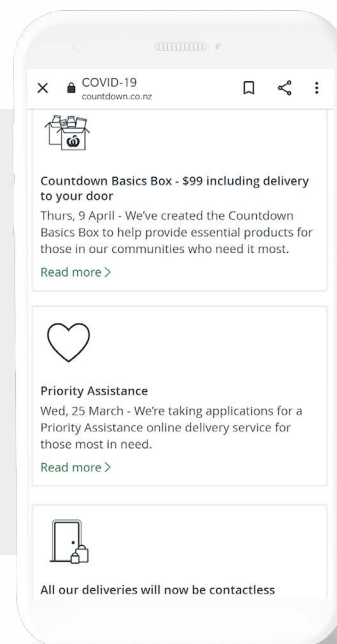 COVID-19
countdown.co.nz
Countdown Basics Box - $99 including delivery
to your door
Thurs, 9 April - We've created the Countdown
Basics Box to help provide essential products for
those in our communities who need it most.
Read more >
Priority Assistance
Wed, 25 March - We're taking applications for a
Priority Assistance online delivery service for
those most in need.
Read more >
All our deliveries will now be contactless